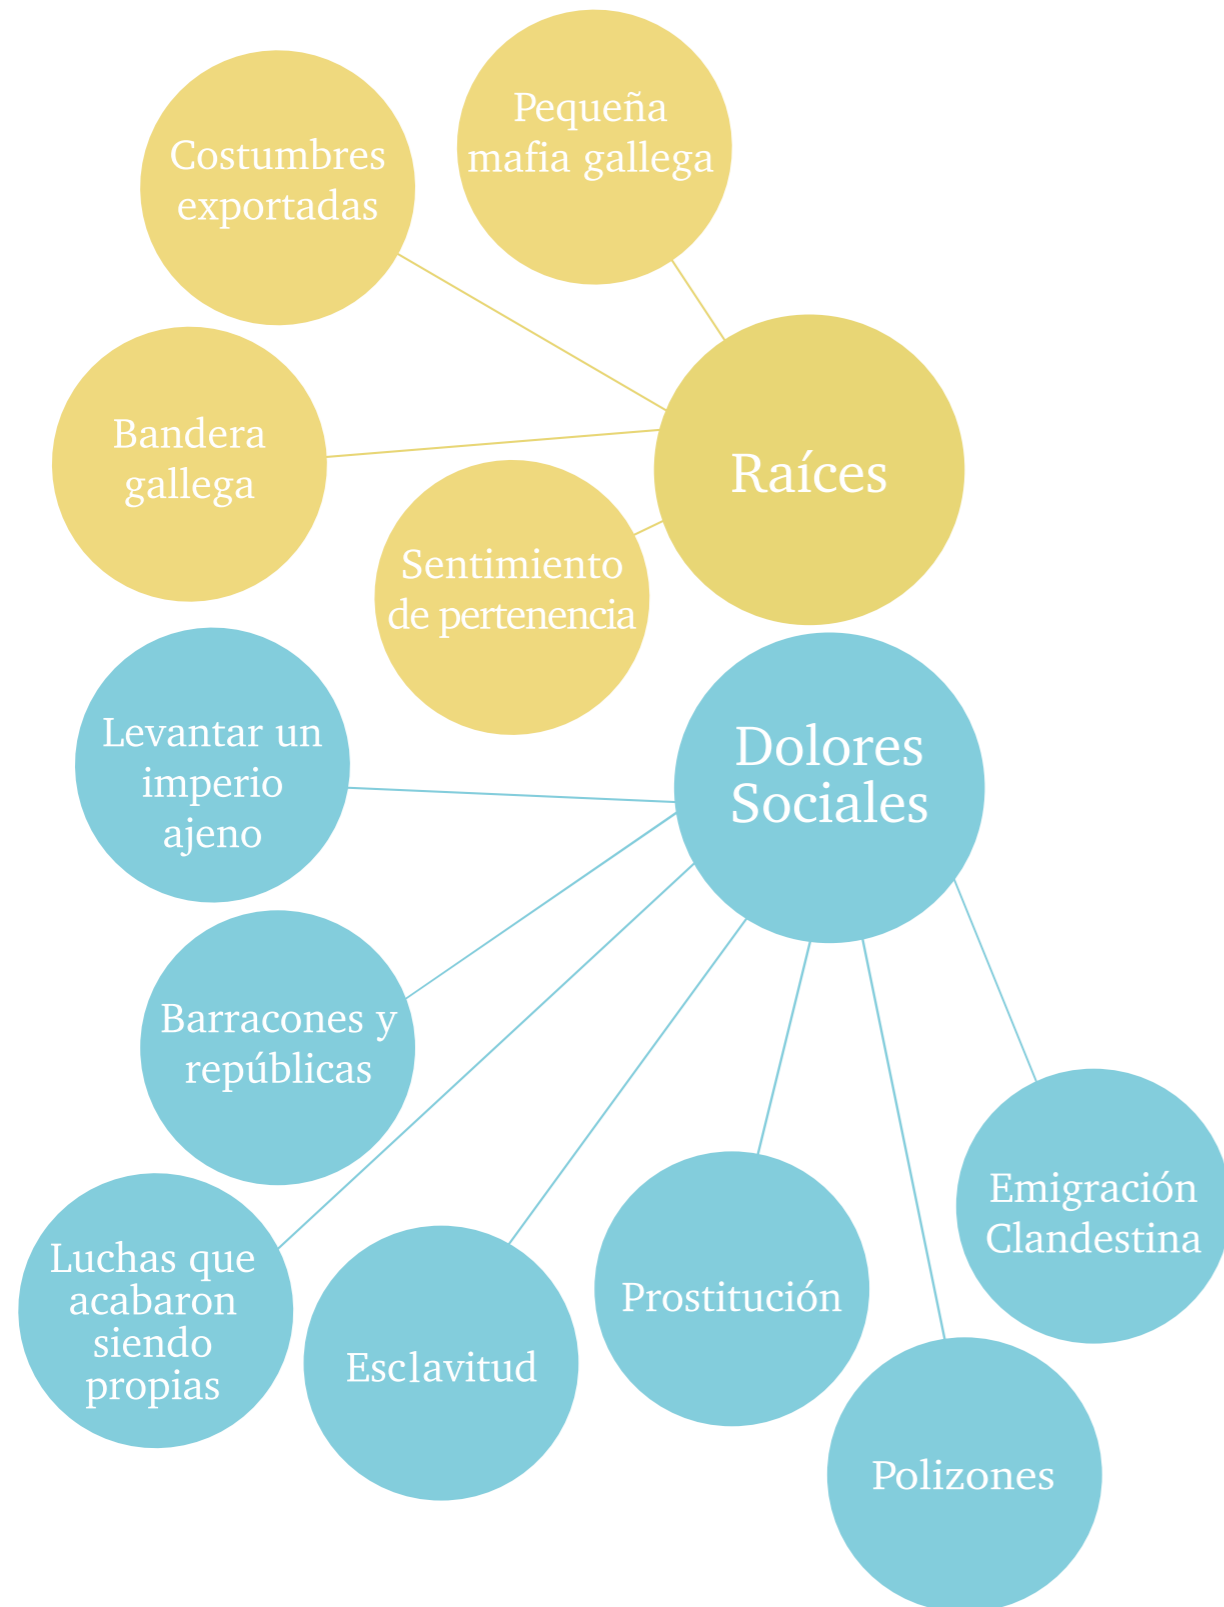 Pequeña
mafia gallega
Costumbres
exportadas
Bandera
gallega
Raíces
Sentimiento
de pertenencia
Dolores
Sociales
Levantar un
imperio
ajeno
Barracones y
repúblicas
Luchas que
acabaron
siendo
propias
Esclavitud
Prostitución
Emigración
Clandestina
Polizones